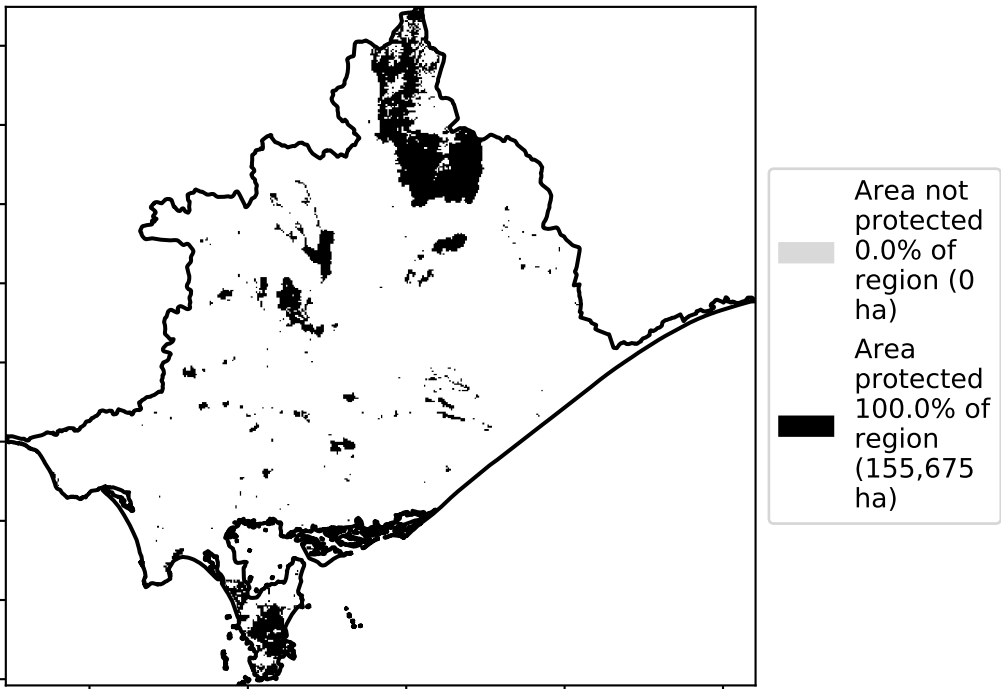 Area not
protected
0.0% of
region (0
ha)
Area
protected
100.0% of
region
(155,675
ha)